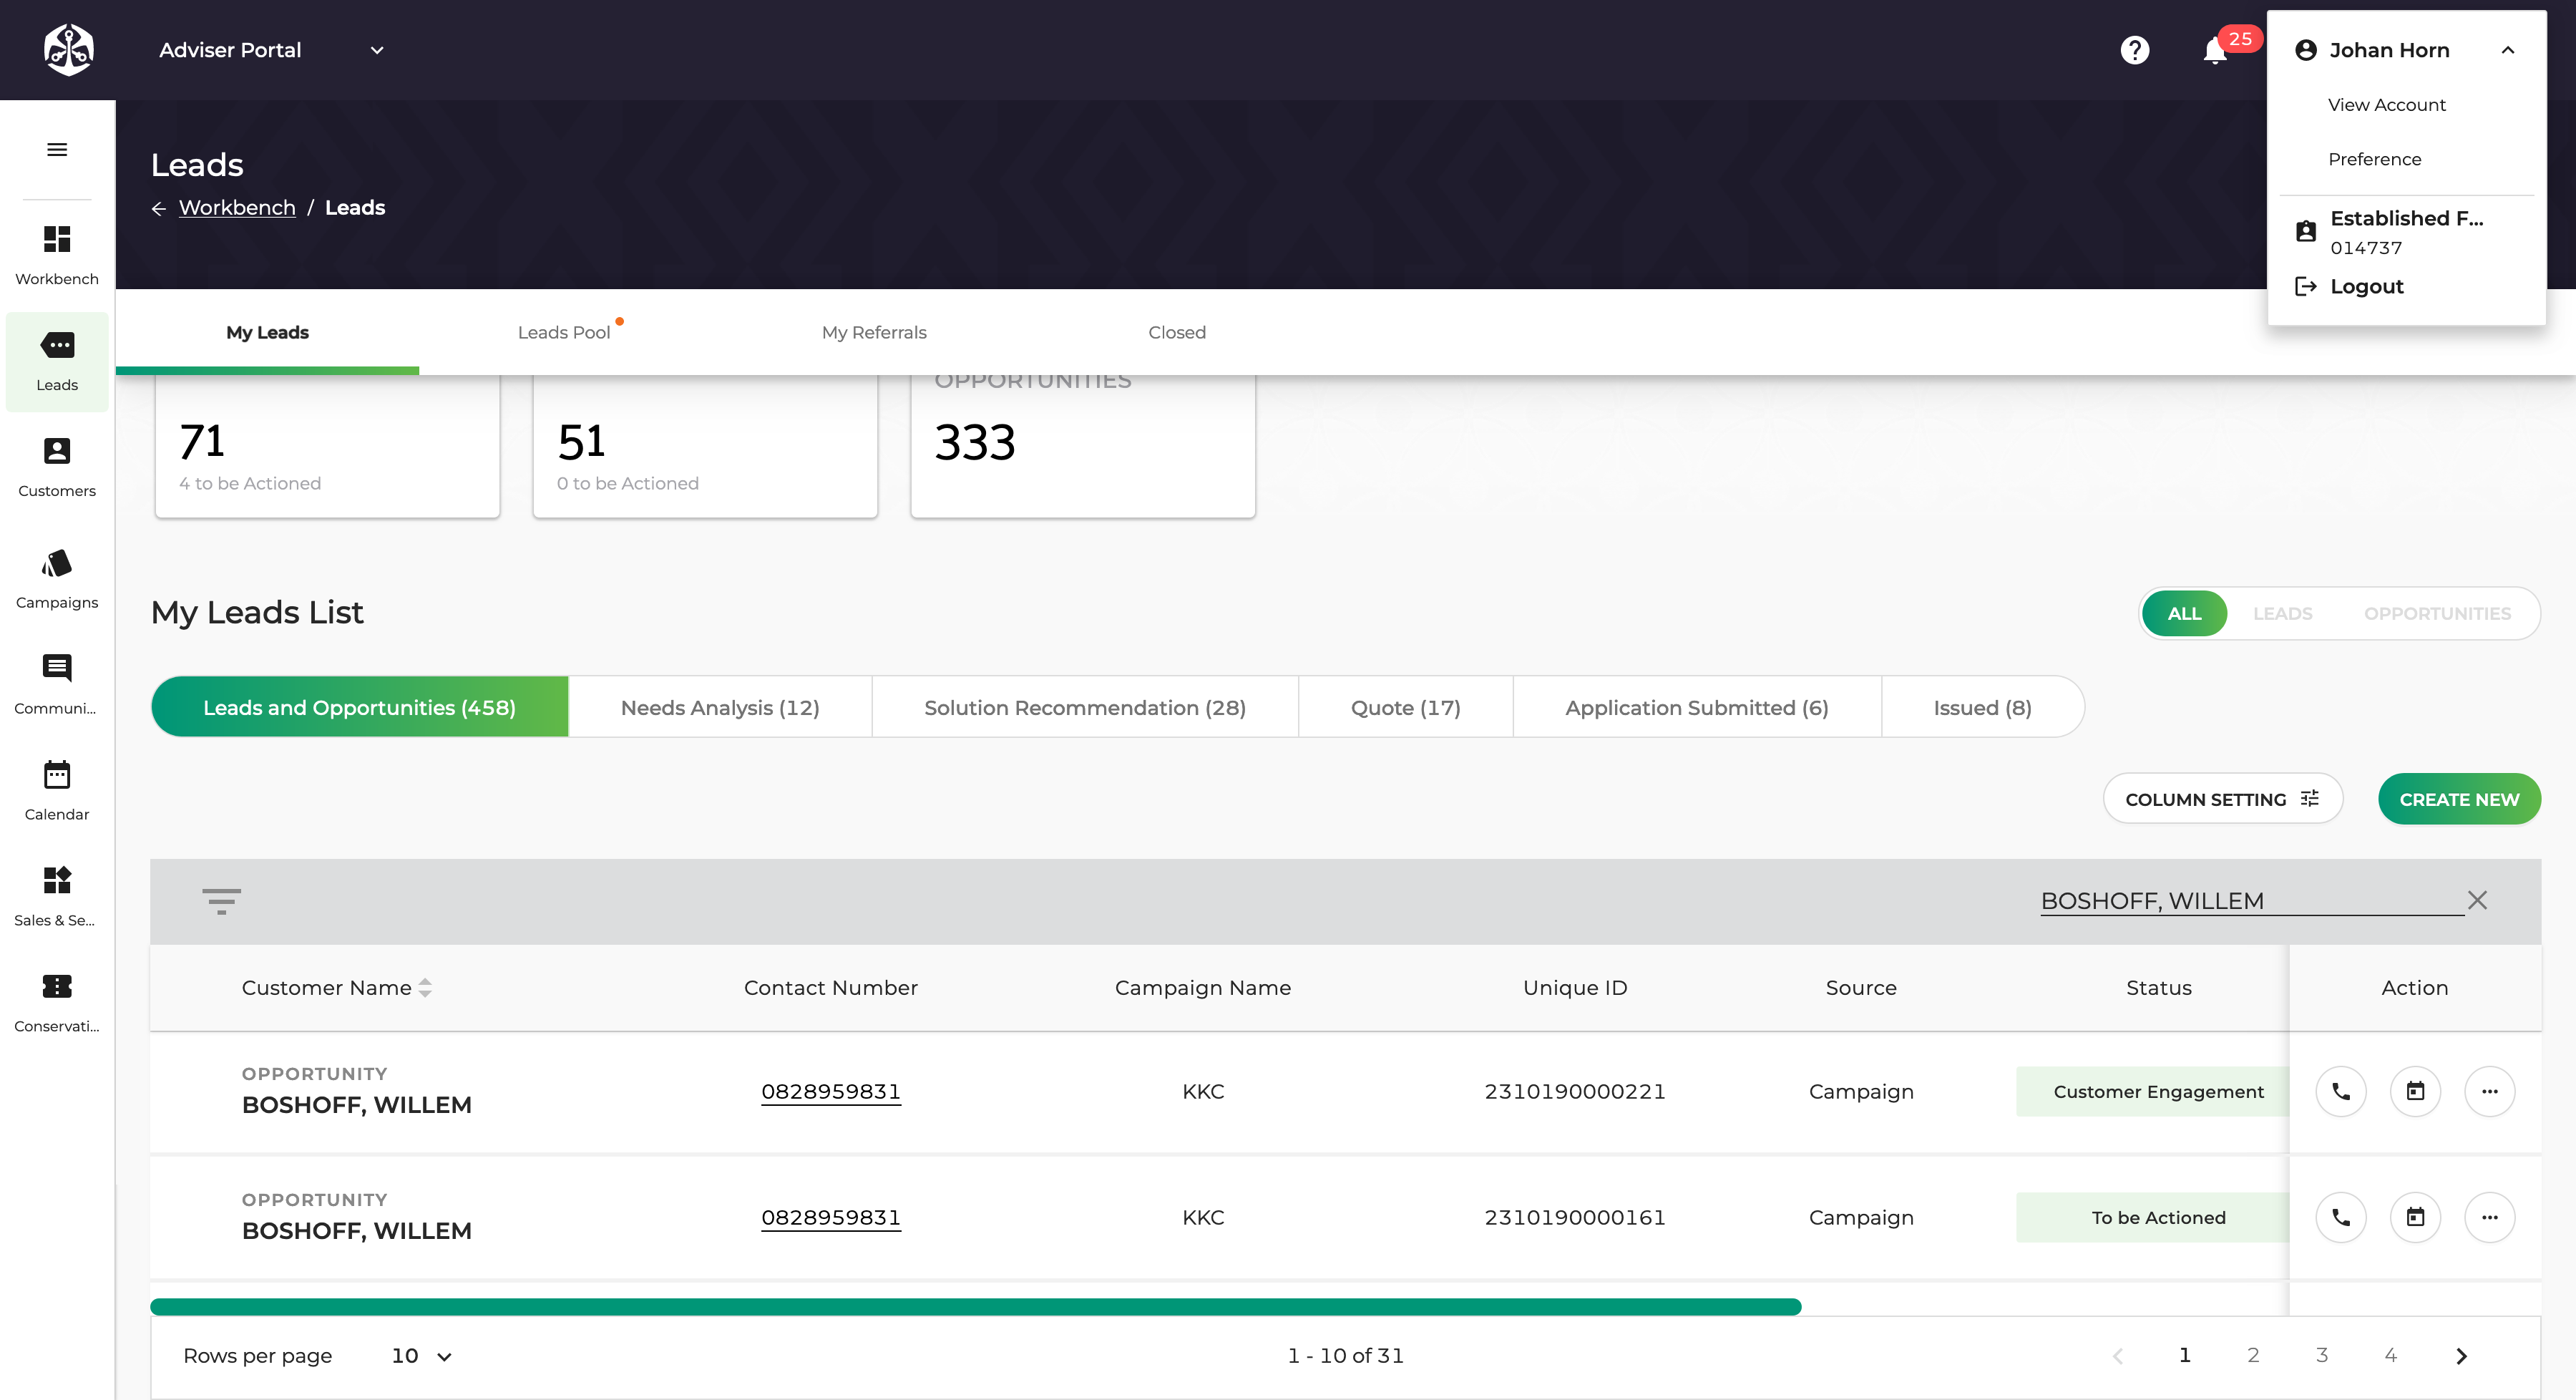 Adviser Portal
25
Johan Horn
View Account
Preference
Established F...
014737
Logout
Leads
Workbench / Leads
Workbench
Leads
Customers
Campaigns
Communi...
Calendar
Sales & Se...
Conservati...
My Leads
Leads Pool
My Referrals
Closed
OPPORTUNITIES
71
4 to be Actioned
51
0 to be Actioned
333
My Leads List
ALL
LEADS
OPPORTUNITIES
Leads and Opportunities (458)
Needs Analysis (12)
Solution Recommendation (28)
Quote (17)
Application Submitted (6)
Issued (8)
COLUMN SETTING
CREATE NEW
BOSHOFF, WILLEM
Customer Name
Contact Number
Campaign Name
Unique ID
Source
Status
Action
OPPORTUNITY
BOSHOFF, WILLEM
0828959831
KKC
2310190000221
Campaign
Customer Engagement
OPPORTUNITY
BOSHOFF, WILLEM
0828959831
KKC
2310190000161
Campaign
To be Actioned
Rows per page 10
1 - 10 of 31
1 2 3 4